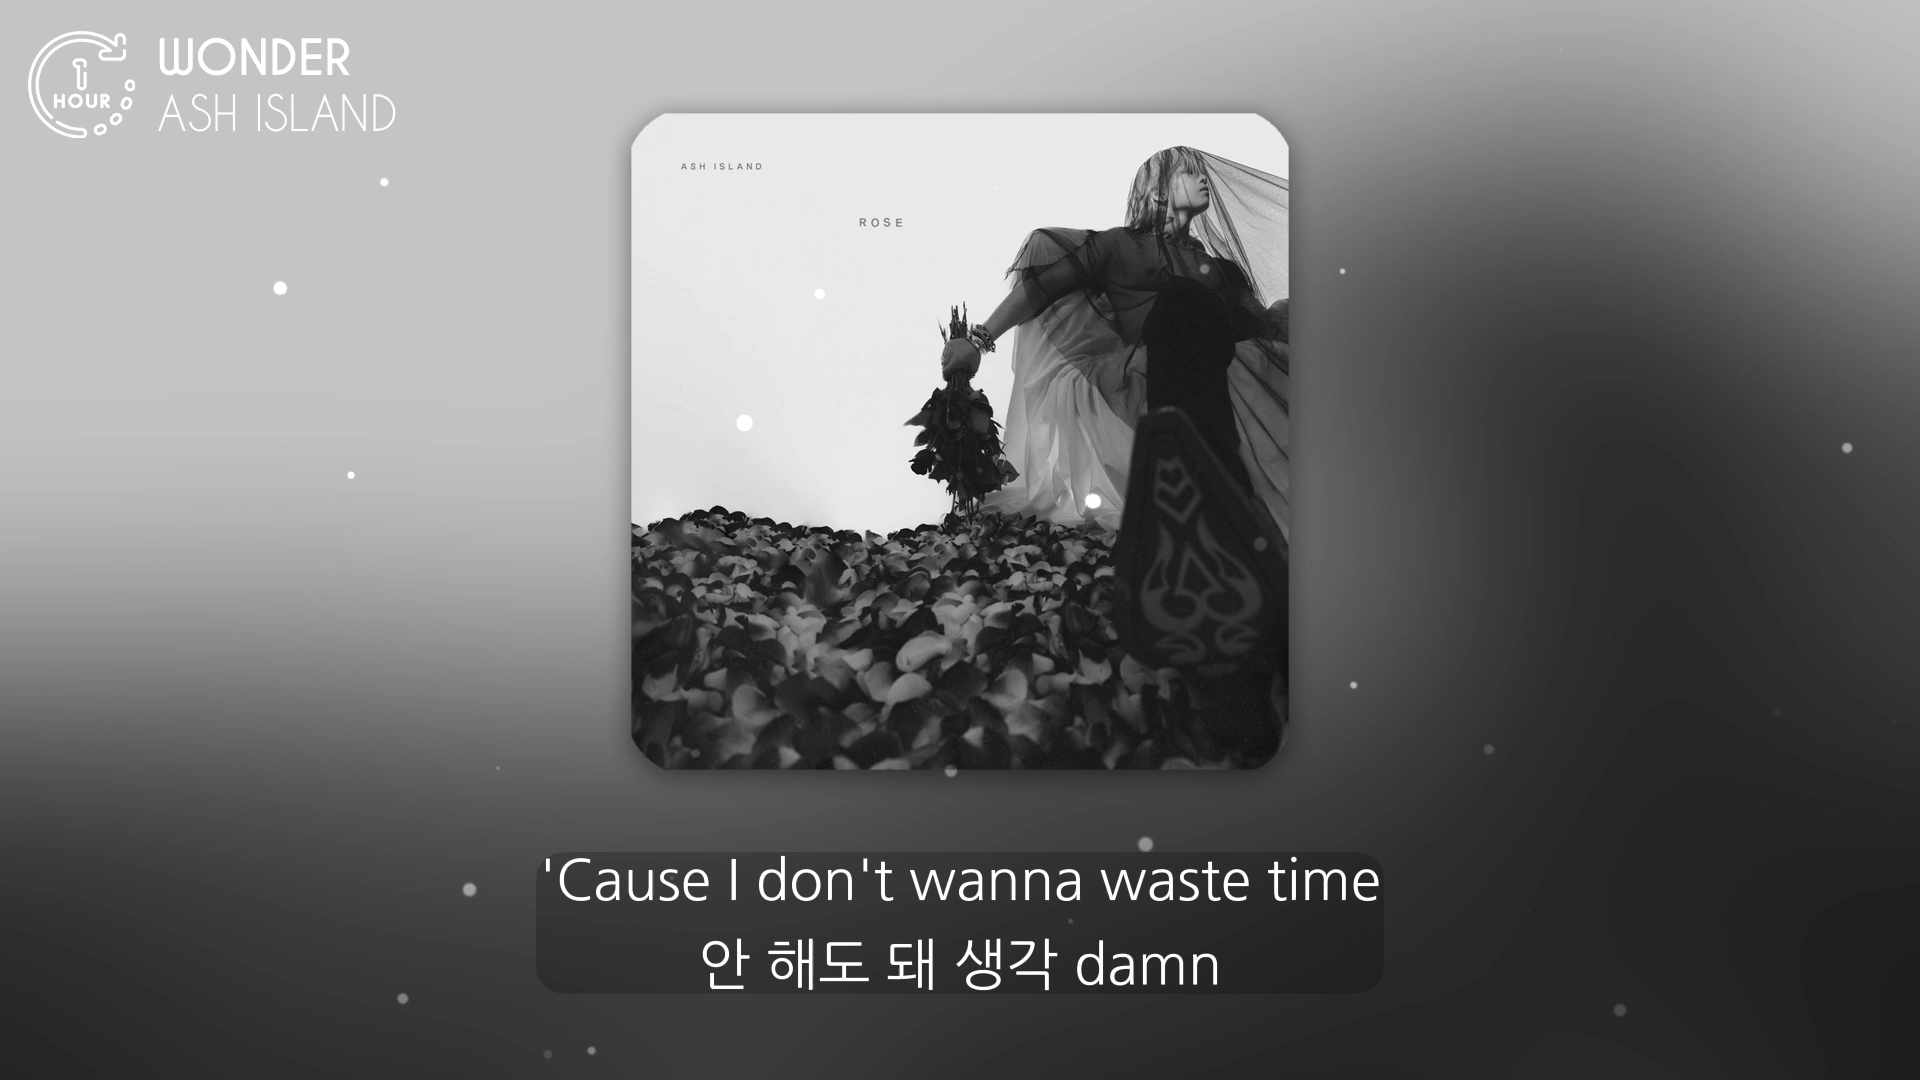 1
HOUR
WONDER
ASH ISLAND
ASH ISLAND
ROSE
'Cause I don't wanna waste time
안 해도 돼 생각 damn